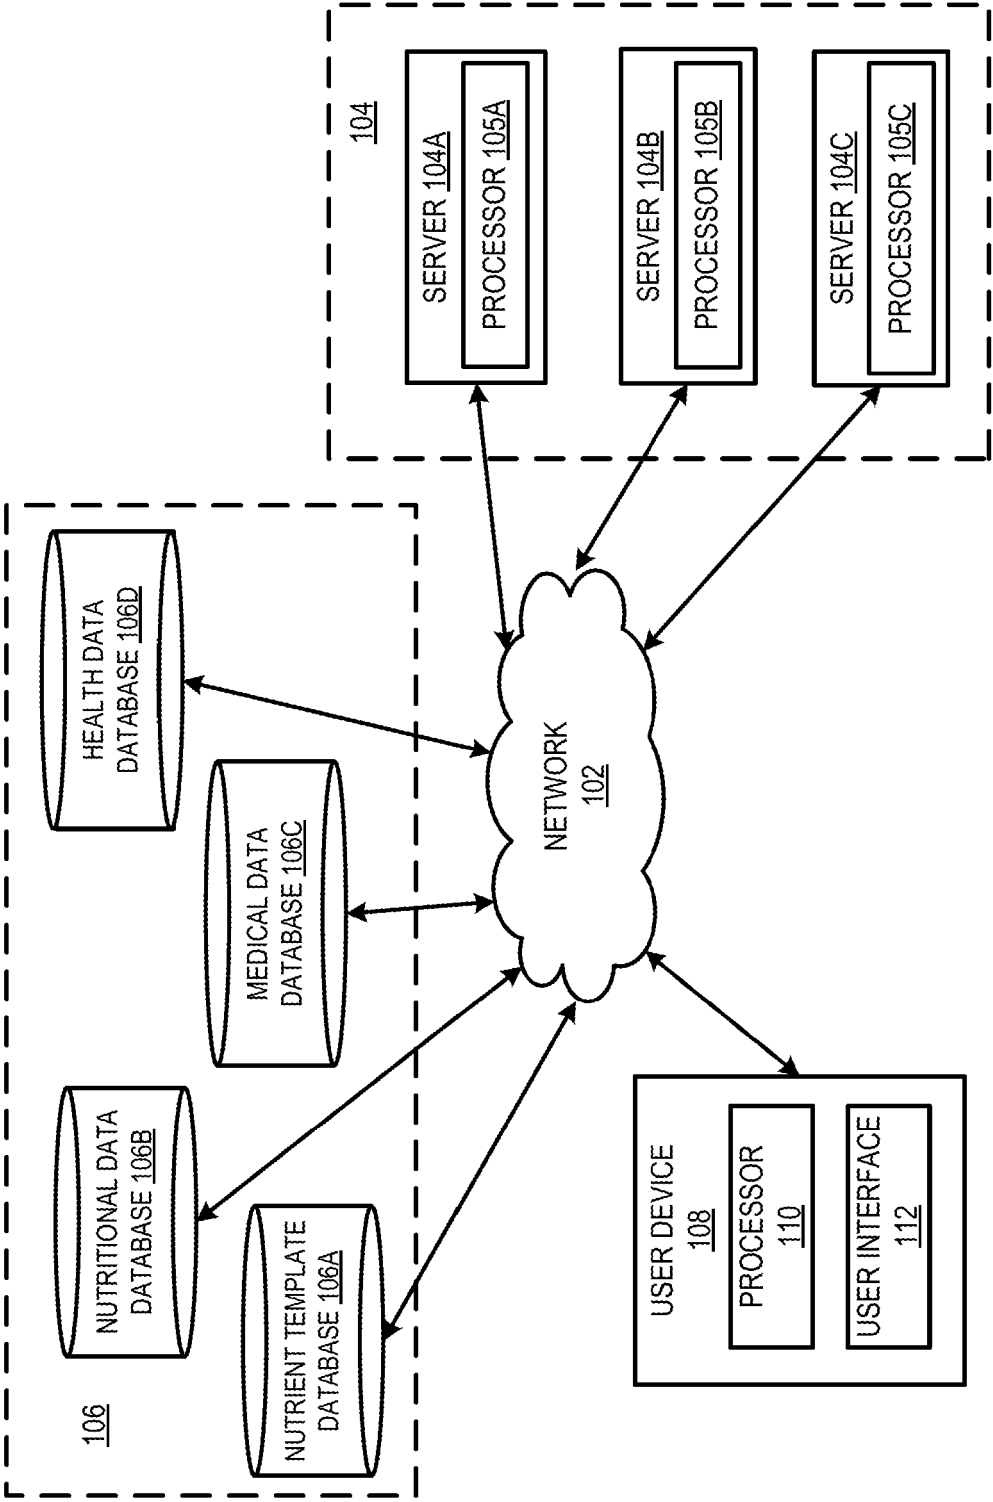 106
NUTRITIONAL DATA
DATABASE 106B
NUTRIENT TEMPLATE
DATABASE 106A
HEALTH DATA
DATABASE 106D
MEDICAL DATA
DATABASE 106C
104
SERVER 104A
PROCESSOR 105A
SERVER 104B
PROCESSOR 105B
SERVER 104C
PROCESSOR 105C
NETWORK
102
USER DEVICE
108
PROCESSOR
110
USER INTERFACE
112